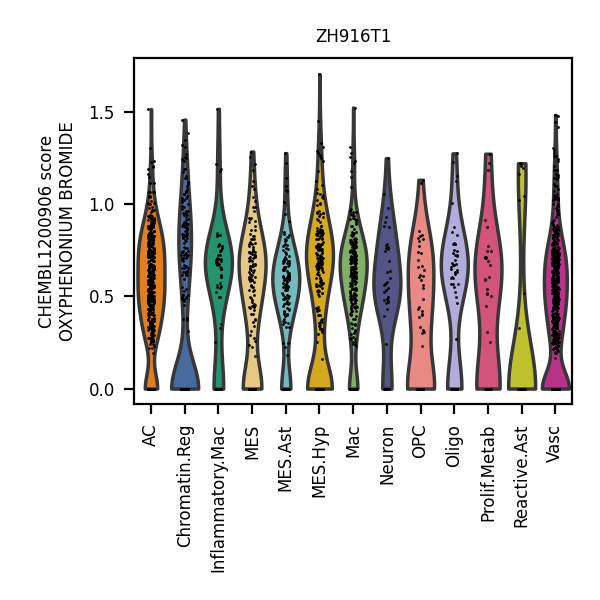 ZH916T1
CHEMBL1200906 score
OXYPHENONIUM BROMIDE
1.5
1.0
0.5
0.0
AC
Chromatin.Reg
Inflammatory.Mac
MES
MES.Ast
MES.Hyp
Mac
Neuron
OPC
Oligo
Prolif.Metab
Reactive.Ast
Vasc